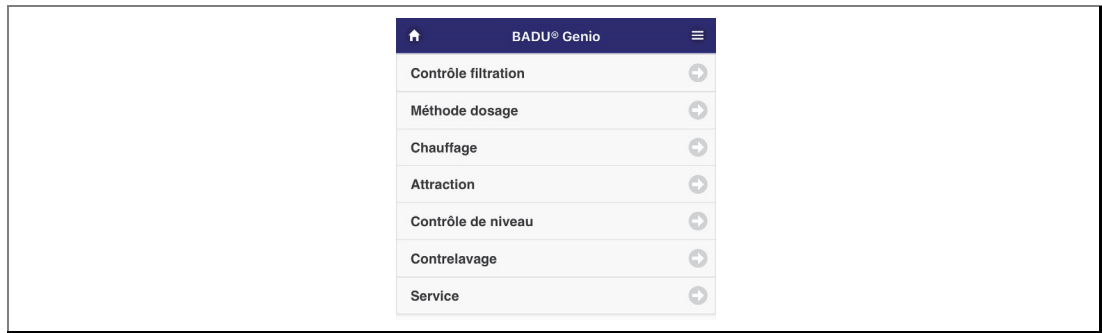 BADU® Genio
Contrôle filtration
Méthode dosage
Chauffage
Attraction
Contrôle de niveau
Contrelavage
Service